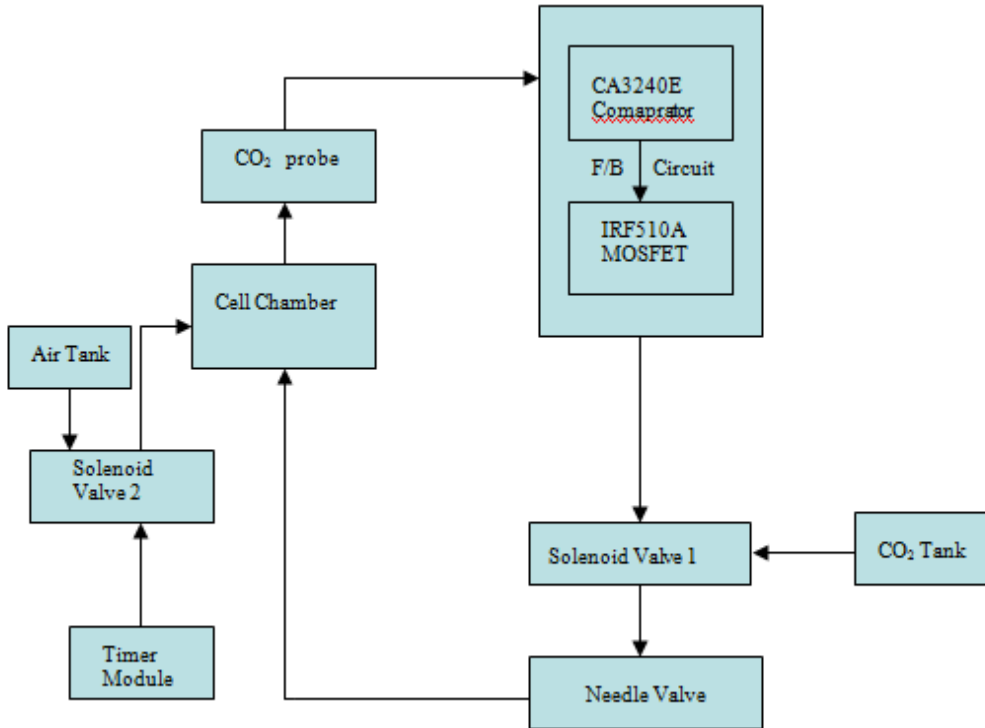 CA3240E
Comaprator
F/B Circuit
IRF510A
MOSFET
CO₂ probe
Cell Chamber
Air Tank
Solenoid
Valve 2
Timer
Module
Solenoid Valve 1
CO₂ Tank
Needle Valve